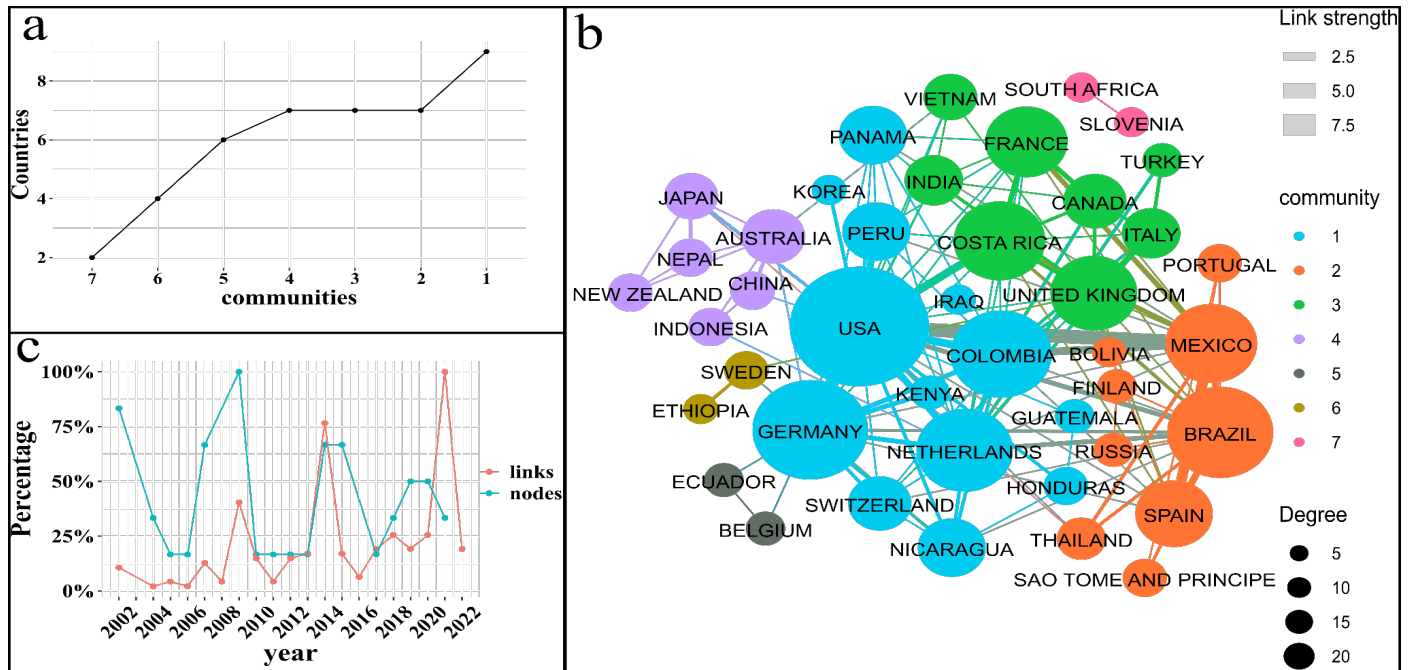 a
Countries
8
6
4
2
7 6 5 4 3 2 1
communities
c
Percentage
100%
75%
50%
25%
0%
2002 2004 2006 2008 2010 2012 2014 2016 2018 2020 2022
year
links
nodes
b
SOUTH AFRICA
VIETNAM
SLOVENIA
PANAMA
FRANCE
TURKEY
KOREA
INDIA
JAPAN
CANADA
PERU
AUSTRALIA
COSTA RICA
ITALY
NEPAL
PORTUGAL
CHINA
NEW ZEALAND
UNITED KINGDOM
IRAQ
INDONESIA
USA
MEXICO
COLOMBIA
BOLIVIA
SWEDEN
FINLAND
KENYA
ETHIOPIA
GUATEMALA
GERMANY
BRAZIL
NETHERLANDS
RUSSIA
ECUADOR
HONDURAS
SWITZERLAND
SPAIN
BELGIUM
THAILAND
NICARAGUA
SAO TOME AND PRINCIPE
Link strength
2.5
5.0
7.5
community
1
2
3
4
5
6
7
Degree
5
10
15
20